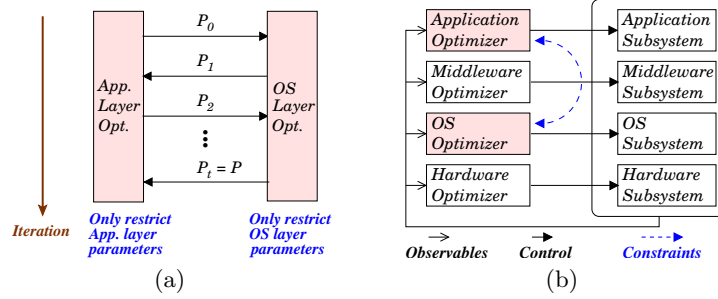 P0
P1
App.
Layer
Opt.
P2
OS
Layer
Opt.
Pt = P
Iteration
Only restrict
App. layer
parameters
Only restrict
OS layer
parameters
(a)
Application
Optimizer
Application
Subsystem
Middleware
Optimizer
Middleware
Subsystem
OS
Optimizer
OS
Subsystem
Hardware
Optimizer
Hardware
Subsystem
Observables
Control
Constraints
(b)